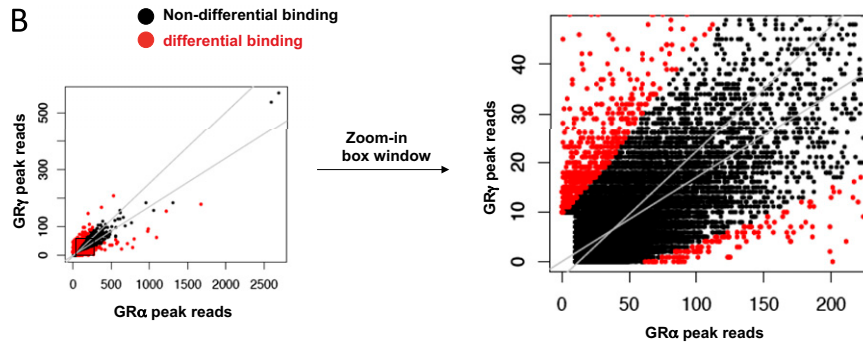 B
Non-differential binding
differential binding
500
300
100
0
GRγ peak reads
0 500 1000 1500 2000 2500
GRα peak reads
Zoom-in
box window
40
30
20
10
0
GRγ peak reads
0 50 100 150 200
GRα peak reads